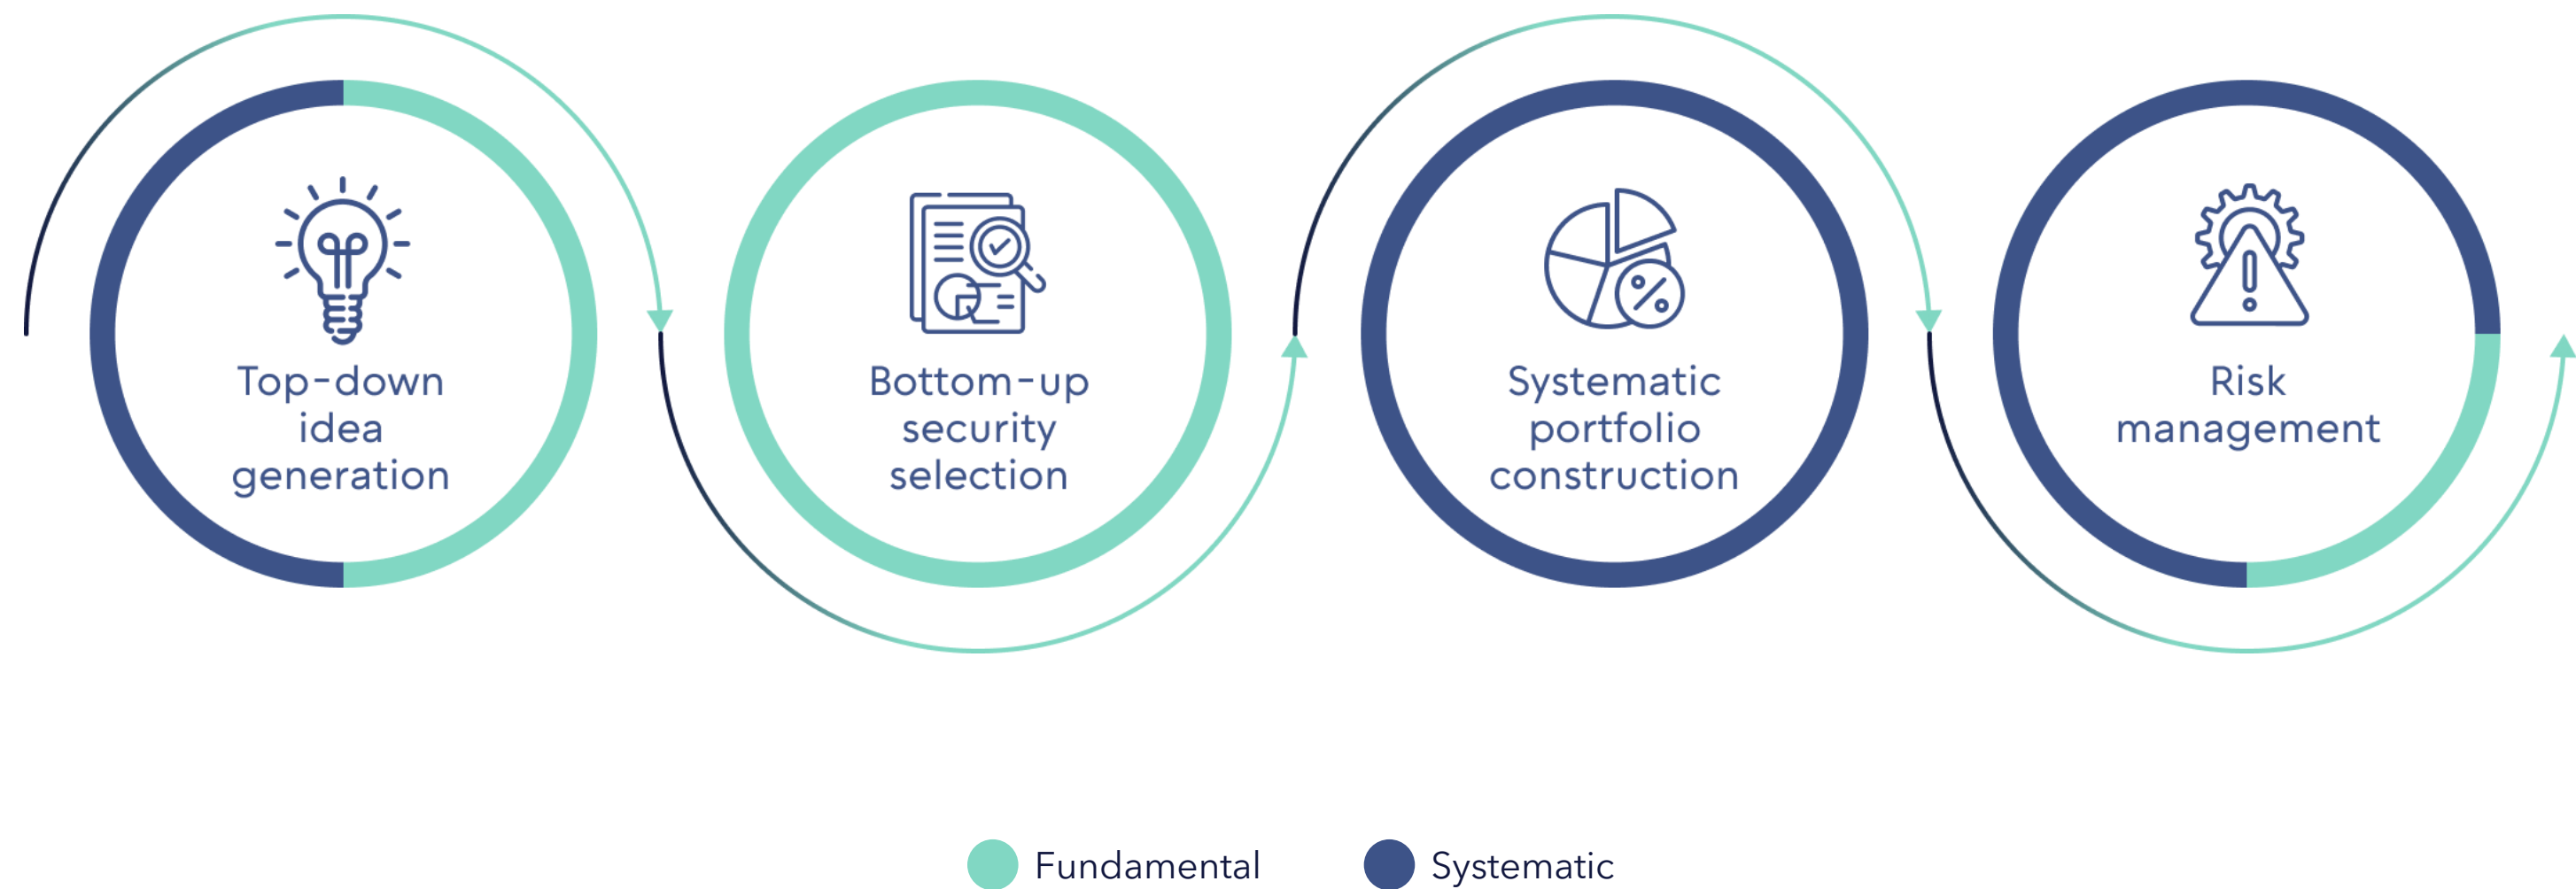 Top-down
idea
generation
Bottom-up
security
selection
Systematic
portfolio
construction
Risk
management
Fundamental
Systematic